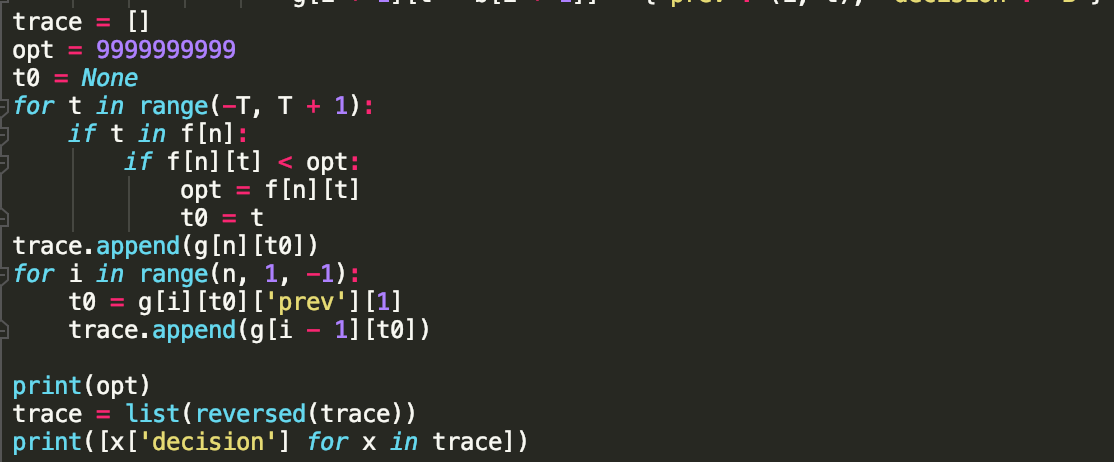 trace = []
opt = 9999999999
t0 = None
for t in range(-T, T + 1):
    if t in f[n]:
        if f[n][t] < opt:
            opt = f[n][t]
            t0 = t
trace.append(g[n][t0])
for i in range(n, 1, -1):
    t0 = g[i][t0]['prev'][1]
    trace.append(g[i - 1][t0])
print(opt)
trace = list(reversed(trace))
print([x['decision'] for x in trace])